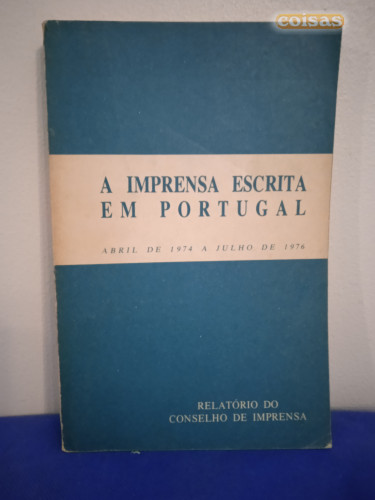 coisas
A IMPRENSA ESCRITA
EM PORTUGAL
ABRIL DE 1974 A JULHO DE 1976
RELATÓRIO DO
CONSELHO DE IMPRENSA